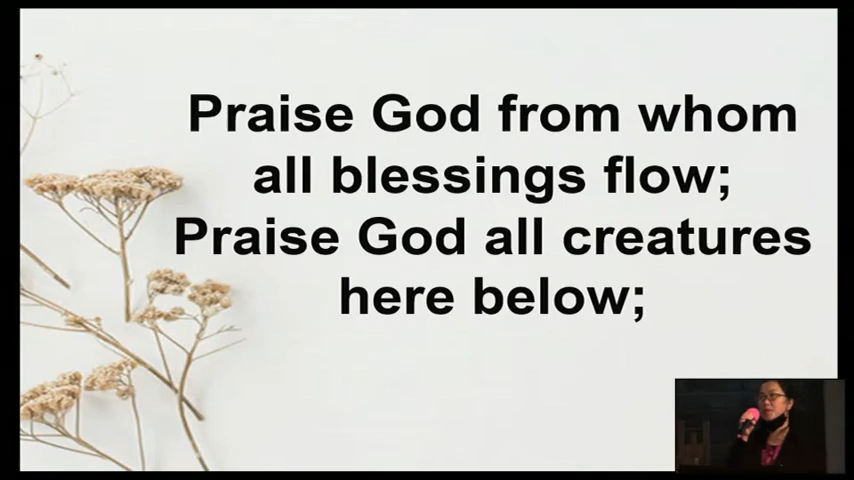 Praise God from whom
all blessings flow;
Praise God all creatures
here below;